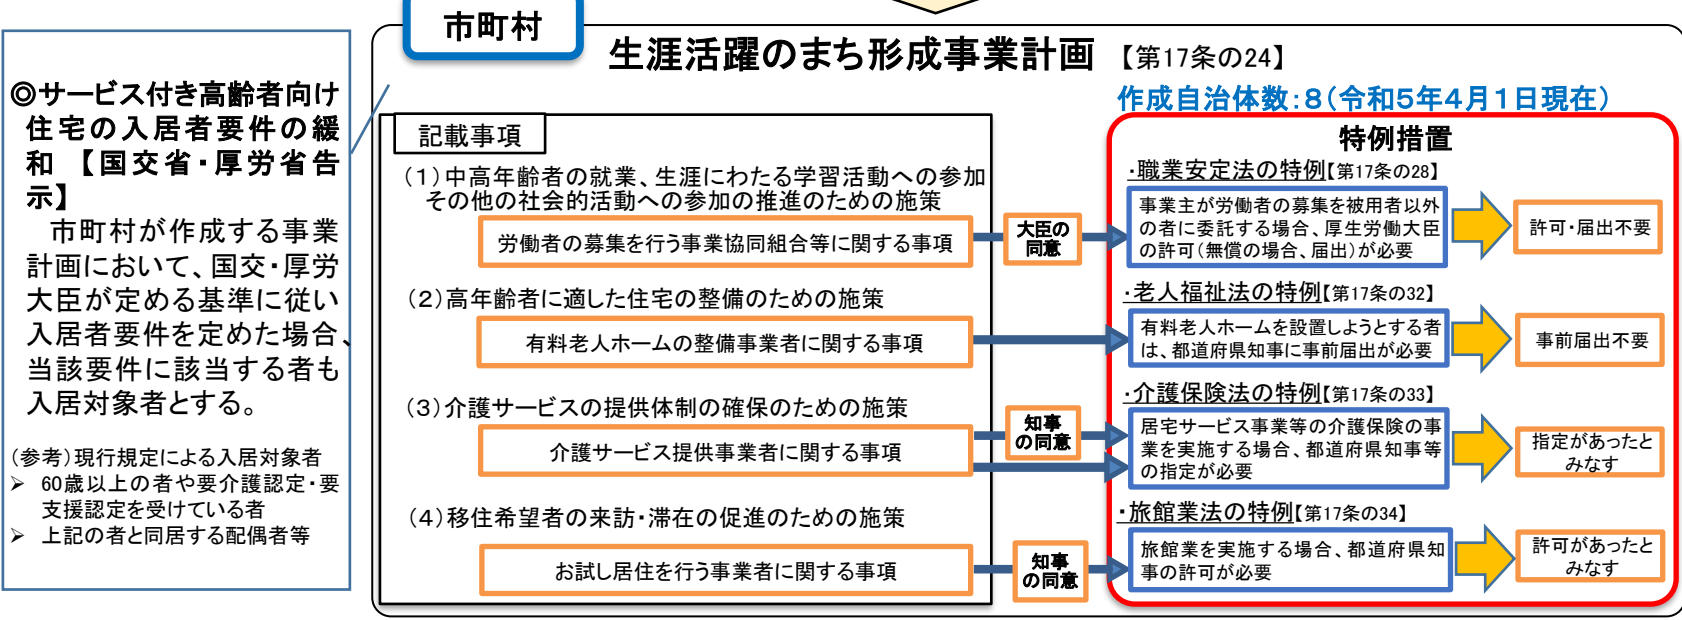 市町村
生涯活躍のまち形成事業計画 【第17条の24】
作成自治体数：8（令和5年4月1日現在）
◎サービス付き高齢者向け
住宅の入居者要件の緩
和 【国交省・厚労省告
示】
市町村が作成する事業
計画において、国交・厚労
大臣が定める基準に従い
入居者要件を定めた場合、
当該要件に該当する者も
入居対象者とする。
（参考）現行規定による入居対象者
➢ 60歳以上の者や要介護認定・要
支援認定を受けている者
➢ 上記の者と同居する配偶者等
記載事項
（１）中高年齢者の就業、生涯にわたる学習活動への参加
その他の社会的活動への参加の推進のための施策
労働者の募集を行う事業協同組合等に関する事項
大臣の
同意
（２）高年齢者に適した住宅の整備のための施策
有料老人ホームの整備事業者に関する事項
（３）介護サービスの提供体制の確保のための施策
介護サービス提供事業者に関する事項
知事
の同意
（４）移住希望者の来訪・滞在の促進のための施策
お試し居住を行う事業者に関する事項
知事
の同意
特例措置
・職業安定法の特例【第17条の28】
事業主が労働者の募集を被用者以外
の者に委託する場合、厚生労働大臣
の許可（無償の場合、届出）が必要
許可・届出不要
・老人福祉法の特例【第17条の32】
有料老人ホームを設置しようとする者
は、都道府県知事に事前届出が必要
事前届出不要
・介護保険法の特例【第17条の33】
居宅サービス事業等の介護保険の事
業を実施する場合、都道府県知事等
の指定が必要
指定があったと
みなす
・旅館業法の特例【第17条の34】
旅館業を実施する場合、都道府県知
事の許可が必要
許可があったと
みなす